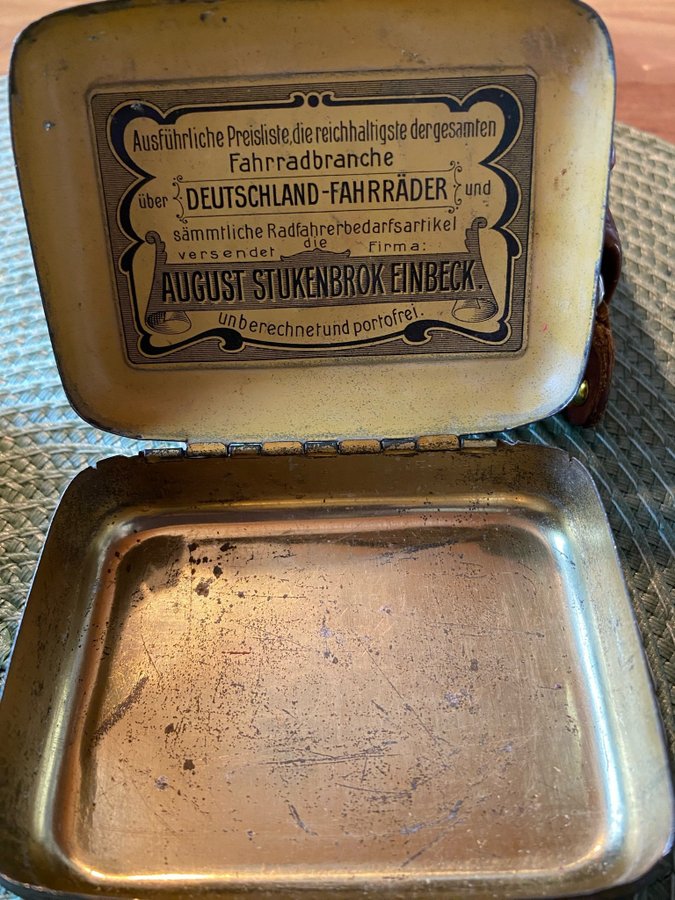 Ausführliche Preisliste, die reichhaltigste der gesamten
Fahrradbranche
über DEUTSCHLAND-FAHRRÄDER und
sämmtliche Radfahrerbedarfsartikel
versendet die Firma:
AUGUST STUKENBROK EINBECK.
unberechnet und portofrei.